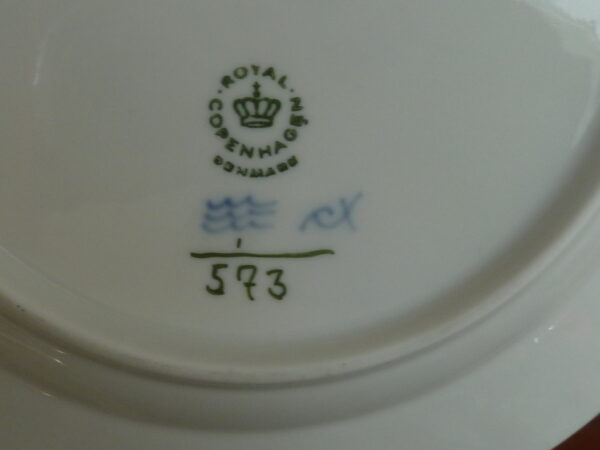 ROYAL
COPENHAGEN
DENMARK
1
573